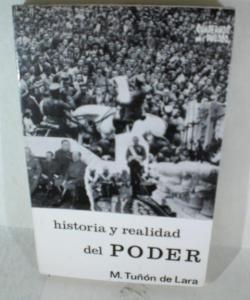 historia y realidad
del PODER
M. Tuñón de Lara